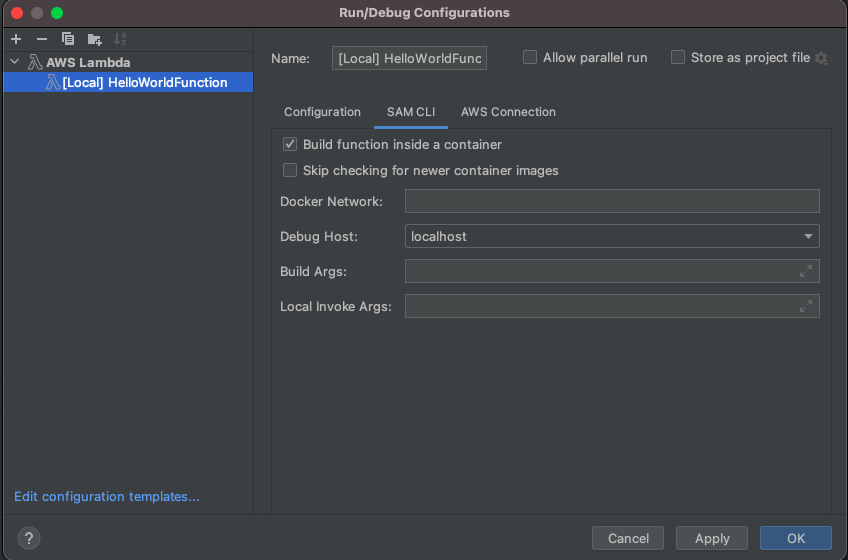 Run/Debug Configurations
AWS Lambda
[Local] HelloWorldFunction
Edit configuration templates...
Name: [Local] HelloWorldFunc Allow parallel run Store as project file
Configuration SAM CLI AWS Connection
Build function inside a container
Skip checking for newer container images
Docker Network:
Debug Host: localhost
Build Args:
Local Invoke Args:
? Cancel Apply OK